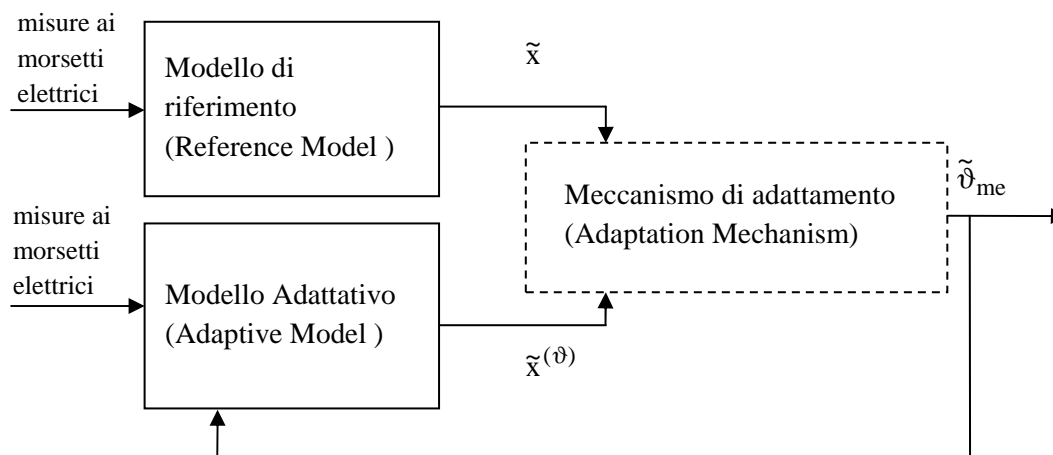 misure ai
morsetti
elettrici
Modello di
riferimento
(Reference Model )
x̃
Meccanismo di adattamento
(Adaptation Mechanism)
ϑ̃me
misure ai
morsetti
elettrici
Modello Adattativo
(Adaptive Model )
x̃(ϑ)